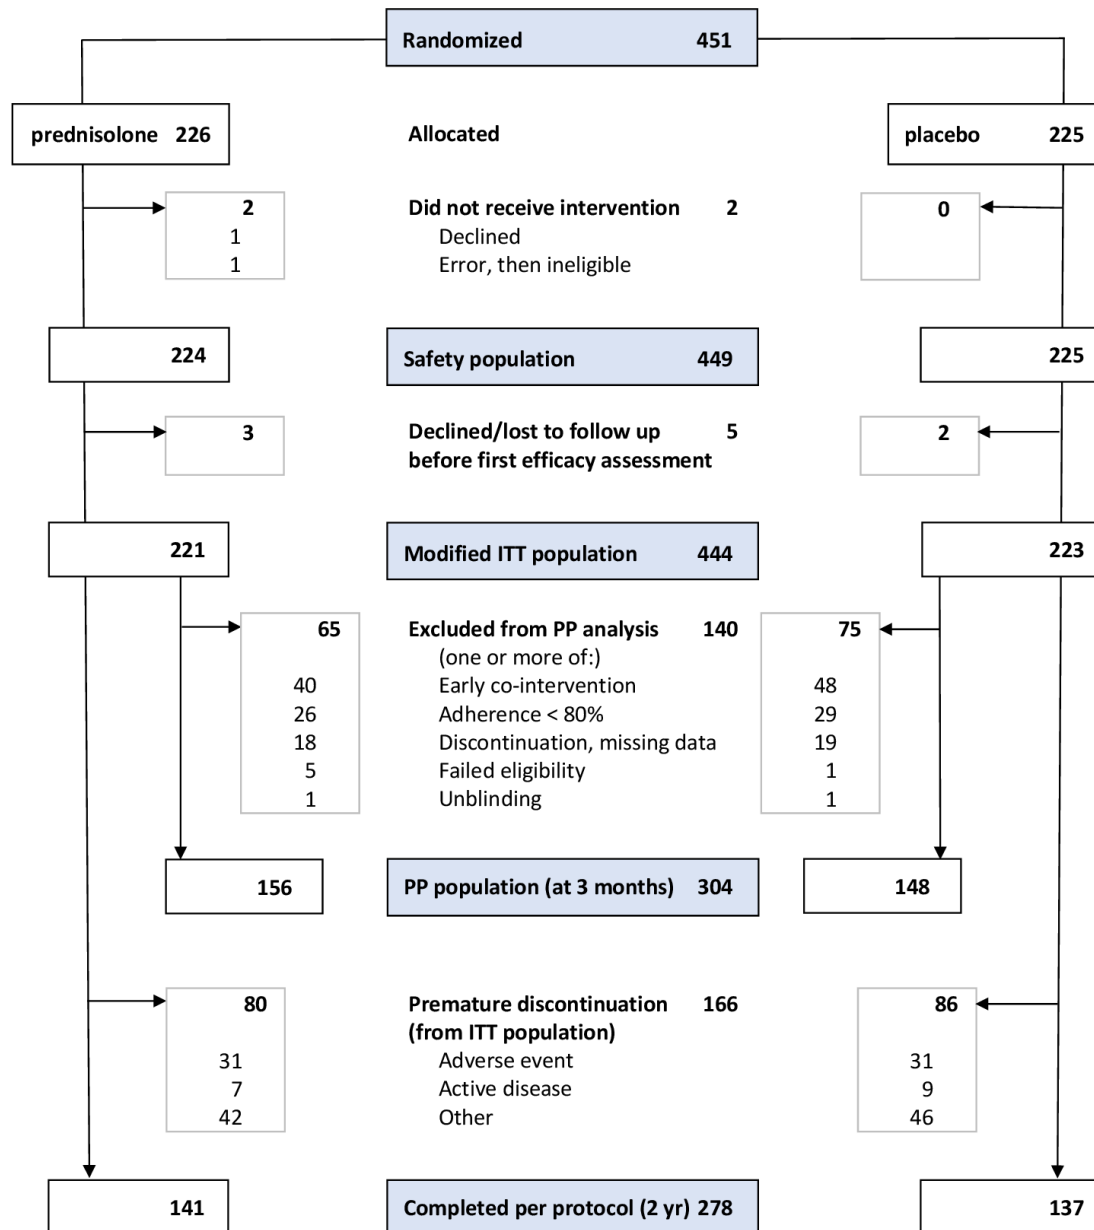 Randomized 451
prednisolone 226 Allocated placebo 225
2 Did not receive intervention 2 0
1 Declined
1 Error, then ineligible
224 Safety population 449 225
3 Declined/lost to follow up 5 2
before first efficacy assessment
221 Modified ITT population 444 223
65 Excluded from PP analysis 140 75
(one or more of:)
40 Early co-intervention 48
26 Adherence < 80% 29
18 Discontinuation, missing data 19
5 Failed eligibility 1
1 Unblinding 1
156 PP population (at 3 months) 304 148
80 Premature discontinuation 166 86
(from ITT population)
31 Adverse event 31
7 Active disease 9
42 Other 46
141 Completed per protocol (2 yr) 278 137